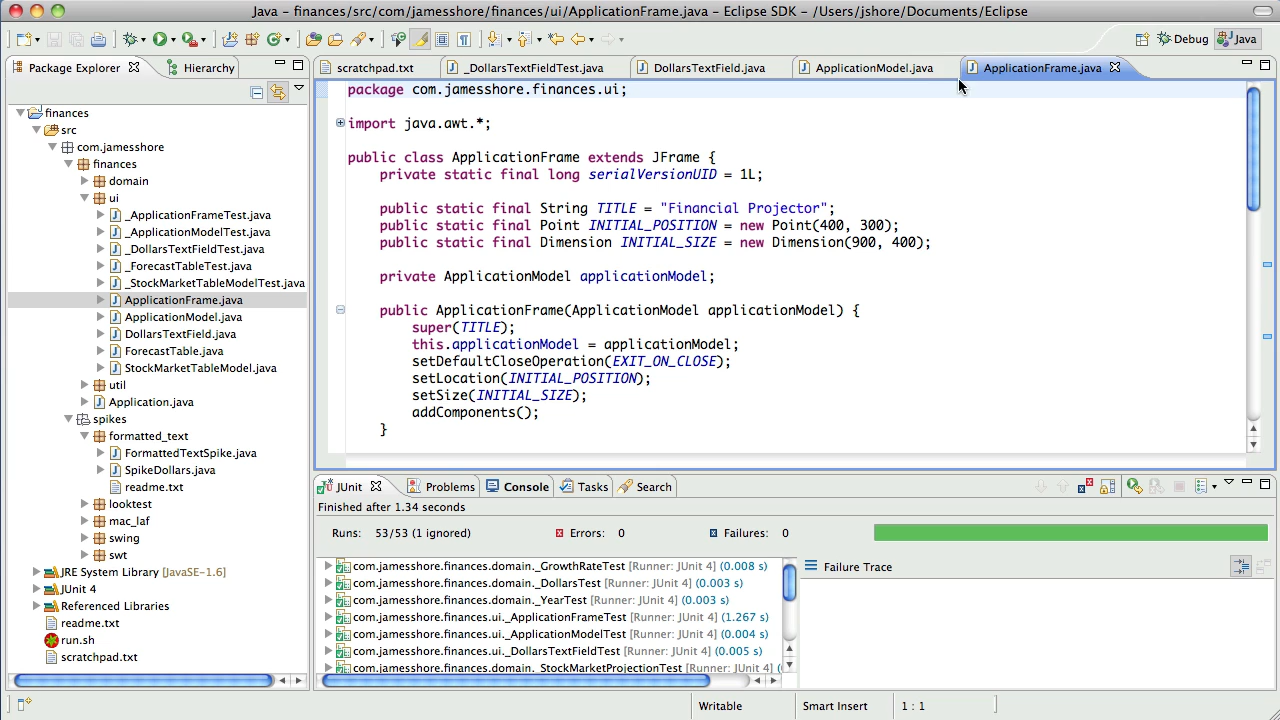 Java - finances/src/com/jamesshore/finances/ui/ApplicationFrame.java - Eclipse SDK - /Users/jshore/Documents/Eclipse
Debug
Java
Package Explorer
Hierarchy
finances
src
com.jamesshore
finances
domain
ui
_ApplicationFrameTest.java
_ApplicationModelTest.java
_DollarsTextFieldTest.java
_ForecastTableTest.java
_StockMarketTableModelTest.java
ApplicationFrame.java
ApplicationModel.java
DollarsTextField.java
ForecastTable.java
StockMarketTableModel.java
util
Application.java
spikes
formatted_text
FormattedTextSpike.java
SpikeDollars.java
readme.txt
looktest
mac_laf
swing
swt
JRE System Library [JavaSE-1.6]
JUnit 4
Referenced Libraries
readme.txt
run.sh
scratchpad.txt
scratchpad.txt
_DollarsTextFieldTest.java
DollarsTextField.java
ApplicationModel.java
ApplicationFrame.java
package com.jamesshore.finances.ui;
import java.awt.*;
public class ApplicationFrame extends JFrame {
private static final long serialVersionUID = 1L;
public static final String TITLE = "Financial Projector";
public static final Point INITIAL_POSITION = new Point(400, 300);
public static final Dimension INITIAL_SIZE = new Dimension(900, 400);
private ApplicationModel applicationModel;
public ApplicationFrame(ApplicationModel applicationModel) {
super(TITLE);
this.applicationModel = applicationModel;
setDefaultCloseOperation(EXIT_ON_CLOSE);
setLocation(INITIAL_POSITION);
setSize(INITIAL_SIZE);
addComponents();
}
JUnit
Problems
Console
Tasks
Search
Finished after 1.34 seconds
Runs: 53/53 (1 ignored)
Errors: 0
Failures: 0
com.jamesshore.finances.domain._GrowthRateTest [Runner: JUnit 4] (0.008 s)
com.jamesshore.finances.domain._DollarsTest [Runner: JUnit 4] (0.003 s)
com.jamesshore.finances.domain._YearTest [Runner: JUnit 4] (0.003 s)
com.jamesshore.finances.ui._ApplicationFrameTest [Runner: JUnit 4] (1.267 s)
com.jamesshore.finances.ui._ApplicationModelTest [Runner: JUnit 4] (0.004 s)
com.jamesshore.finances.ui._DollarsTextFieldTest [Runner: JUnit 4] (0.005 s)
com.jamesshore.finances.domain._StockMarketProjectionTest [Runner: JUnit 4] (
Failure Trace
Writable
Smart Insert
1 : 1